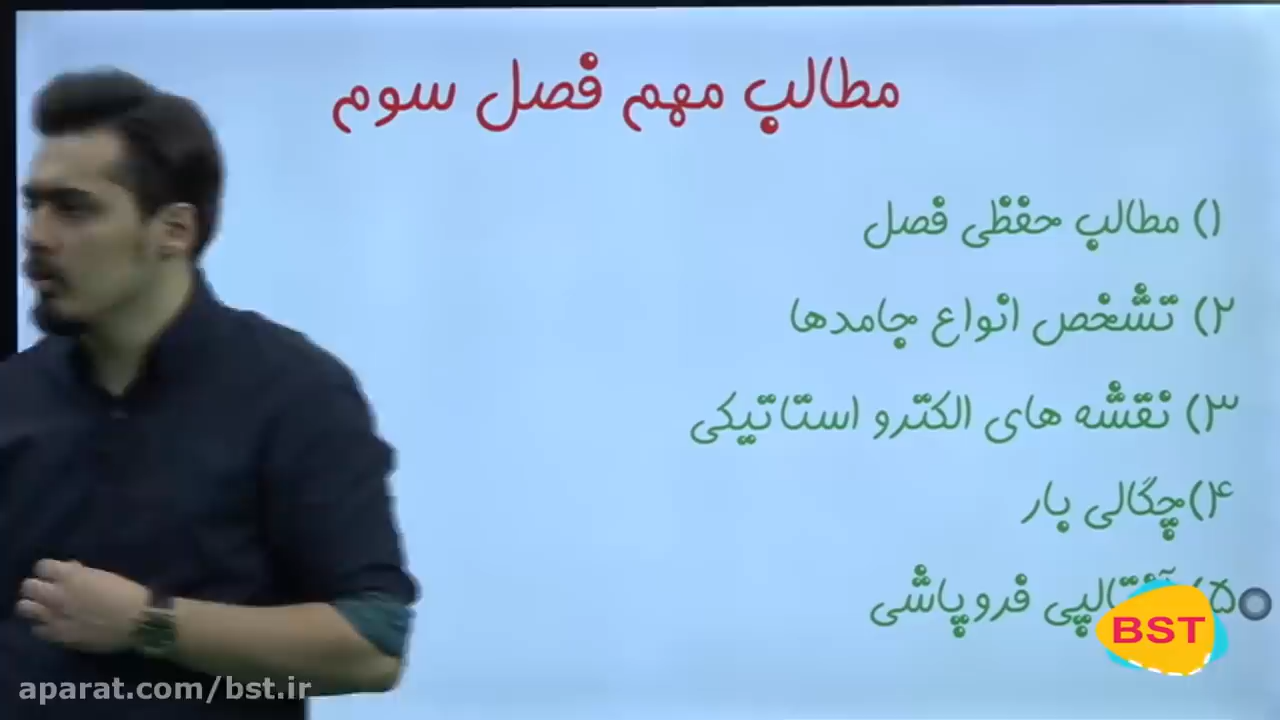 مطالب مهم فصل سوم
۱) مطالب حفظی فصل
۲) تشخص انواع جامدها
۳) نقشه های الکترو استاتیکی
۴)چگالی بار
۵) آنتالپی فروپاشی
BST
aparat.com/bst.ir